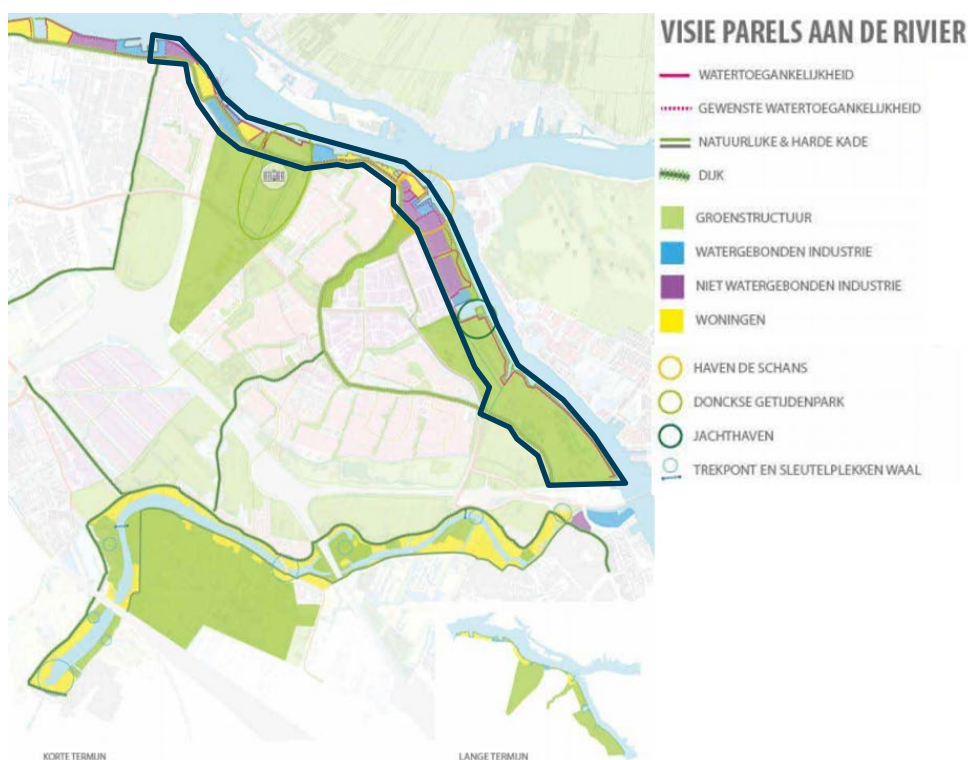 VISIE PARELS AAN DE RIVIER
WATERTOEGANKELIJKHEID
GEWENSTE WATERTOEGANKELIJKHEID
NATUURLIJKE & HARDE KADE
DIJK
GROENSTRUCTUUR
WATERGEBONDEN INDUSTRIE
NIET WATERGEBONDEN INDUSTRIE
WONINGEN
HAVEN DE SCHANS
DONCKSE GETIJDENPARK
JACHTHAVEN
TREKPONT EN SLEUTELPLEKKEN WAAL
KORTE TERMIJN
LANGE TERMIJN